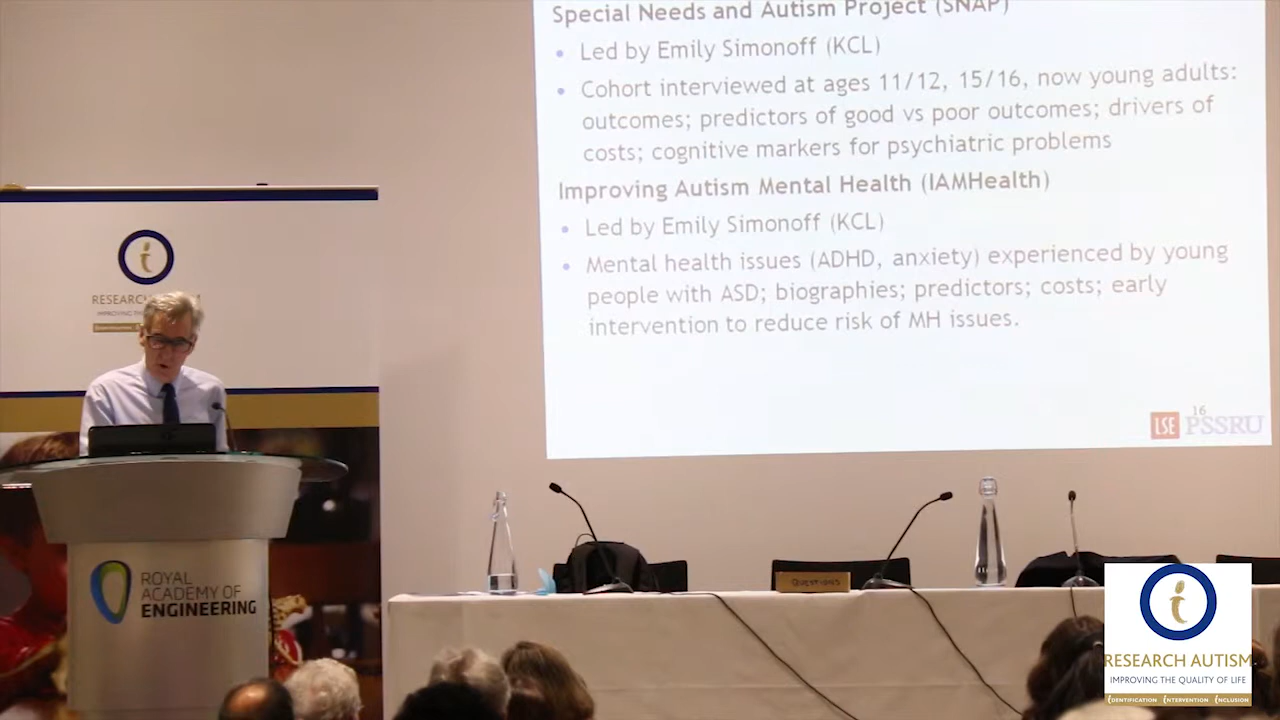 Special Needs and Autism Project (SNAP)
• Led by Emily Simonoff (KCL)
• Cohort interviewed at ages 11/12, 15/16, now young adults:
outcomes; predictors of good vs poor outcomes; drivers of
costs; cognitive markers for psychiatric problems
Improving Autism Mental Health (IAMHealth)
• Led by Emily Simonoff (KCL)
• Mental health issues (ADHD, anxiety) experienced by young
people with ASD; biographies; predictors; costs; early
intervention to reduce risk of MH issues.
16
LSE PSSRU
RESEARCH
ROYAL
ACADEMY OF
ENGINEERING
QUESTIONS
RESEARCH AUTISM
IMPROVING THE QUALITY OF LIFE
iDENTIFICATION iNTERVENTION iNCLUSION